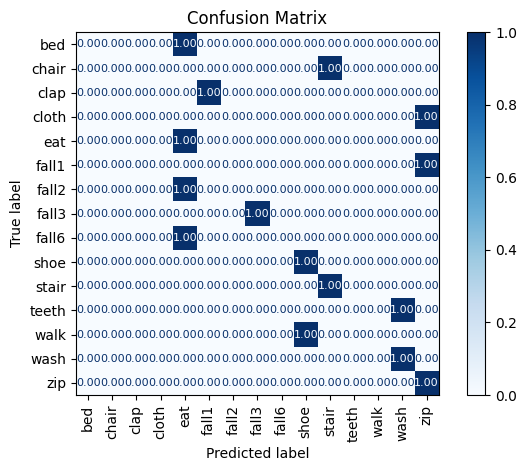 Confusion Matrix
True label
bed 0.00 0.00 0.00 0.00 1.00 0.00 0.00 0.00 0.00 0.00 0.00 0.00 0.00 0.00 0.00
chair 0.00 0.00 0.00 0.00 0.00 0.00 0.00 0.00 0.00 0.00 1.00 0.00 0.00 0.00 0.00
clap 0.00 0.00 0.00 0.00 0.00 1.00 0.00 0.00 0.00 0.00 0.00 0.00 0.00 0.00 0.00
cloth 0.00 0.00 0.00 0.00 0.00 0.00 0.00 0.00 0.00 0.00 0.00 0.00 0.00 0.00 1.00
eat 0.00 0.00 0.00 0.00 1.00 0.00 0.00 0.00 0.00 0.00 0.00 0.00 0.00 0.00 0.00
fall1 0.00 0.00 0.00 0.00 0.00 0.00 0.00 0.00 0.00 0.00 0.00 0.00 0.00 0.00 1.00
fall2 0.00 0.00 0.00 0.00 1.00 0.00 0.00 0.00 0.00 0.00 0.00 0.00 0.00 0.00 0.00
fall3 0.00 0.00 0.00 0.00 0.00 0.00 0.00 1.00 0.00 0.00 0.00 0.00 0.00 0.00 0.00
fall6 0.00 0.00 0.00 0.00 1.00 0.00 0.00 0.00 0.00 0.00 0.00 0.00 0.00 0.00 0.00
shoe 0.00 0.00 0.00 0.00 0.00 0.00 0.00 0.00 0.00 1.00 0.00 0.00 0.00 0.00 0.00
stair 0.00 0.00 0.00 0.00 0.00 0.00 0.00 0.00 0.00 0.00 1.00 0.00 0.00 0.00 0.00
teeth 0.00 0.00 0.00 0.00 0.00 0.00 0.00 0.00 0.00 0.00 0.00 0.00 0.00 1.00 0.00
walk 0.00 0.00 0.00 0.00 0.00 0.00 0.00 0.00 0.00 1.00 0.00 0.00 0.00 0.00 0.00
wash 0.00 0.00 0.00 0.00 0.00 0.00 0.00 0.00 0.00 0.00 0.00 0.00 0.00 1.00 0.00
zip 0.00 0.00 0.00 0.00 0.00 0.00 0.00 0.00 0.00 0.00 0.00 0.00 0.00 0.00 1.00
bed chair clap cloth eat fall1 fall2 fall3 fall6 shoe stair teeth walk wash zip
Predicted label
1.0
0.8
0.6
0.4
0.2
0.0